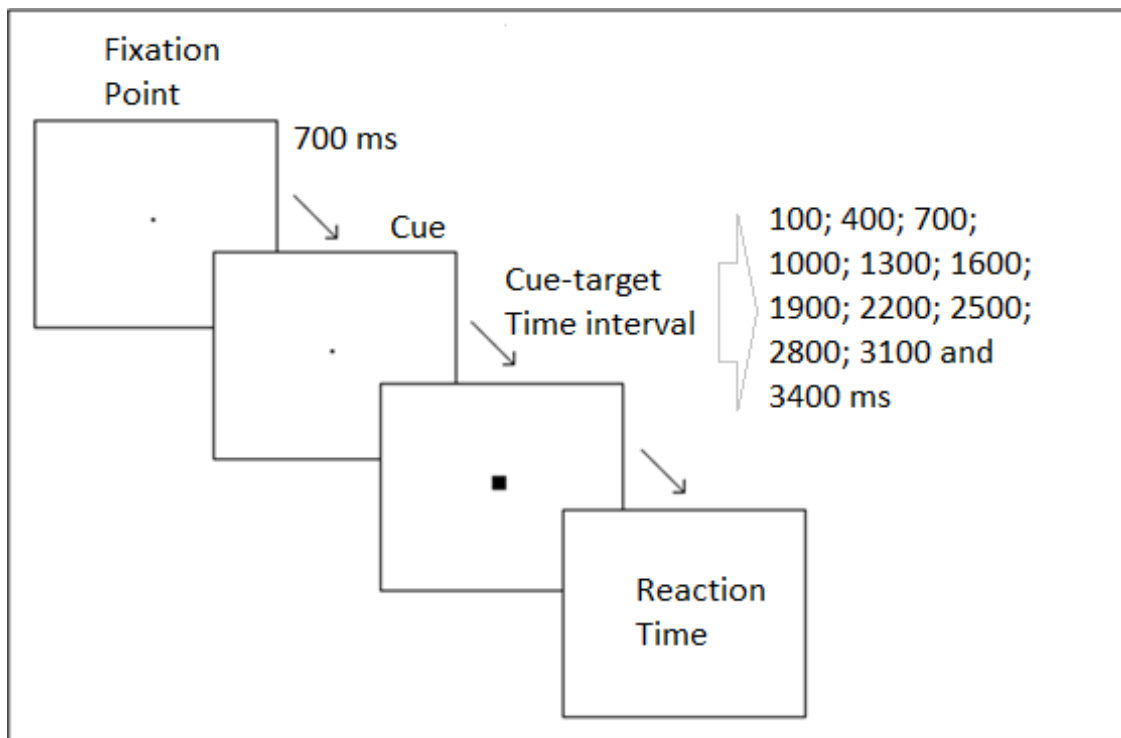 Fixation
Point
700 ms
Cue
Cue-target
Time interval
100; 400; 700;
1000; 1300; 1600;
1900; 2200; 2500;
2800; 3100 and
3400 ms
Reaction
Time